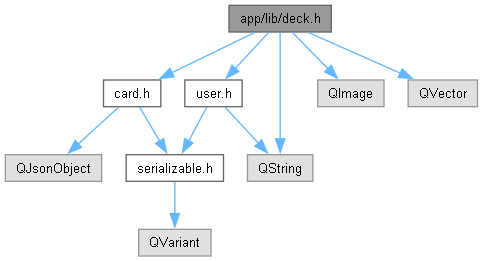 app/lib/deck.h
card.h
user.h
QImage
QVector
QJsonObject
serializable.h
QString
QVariant